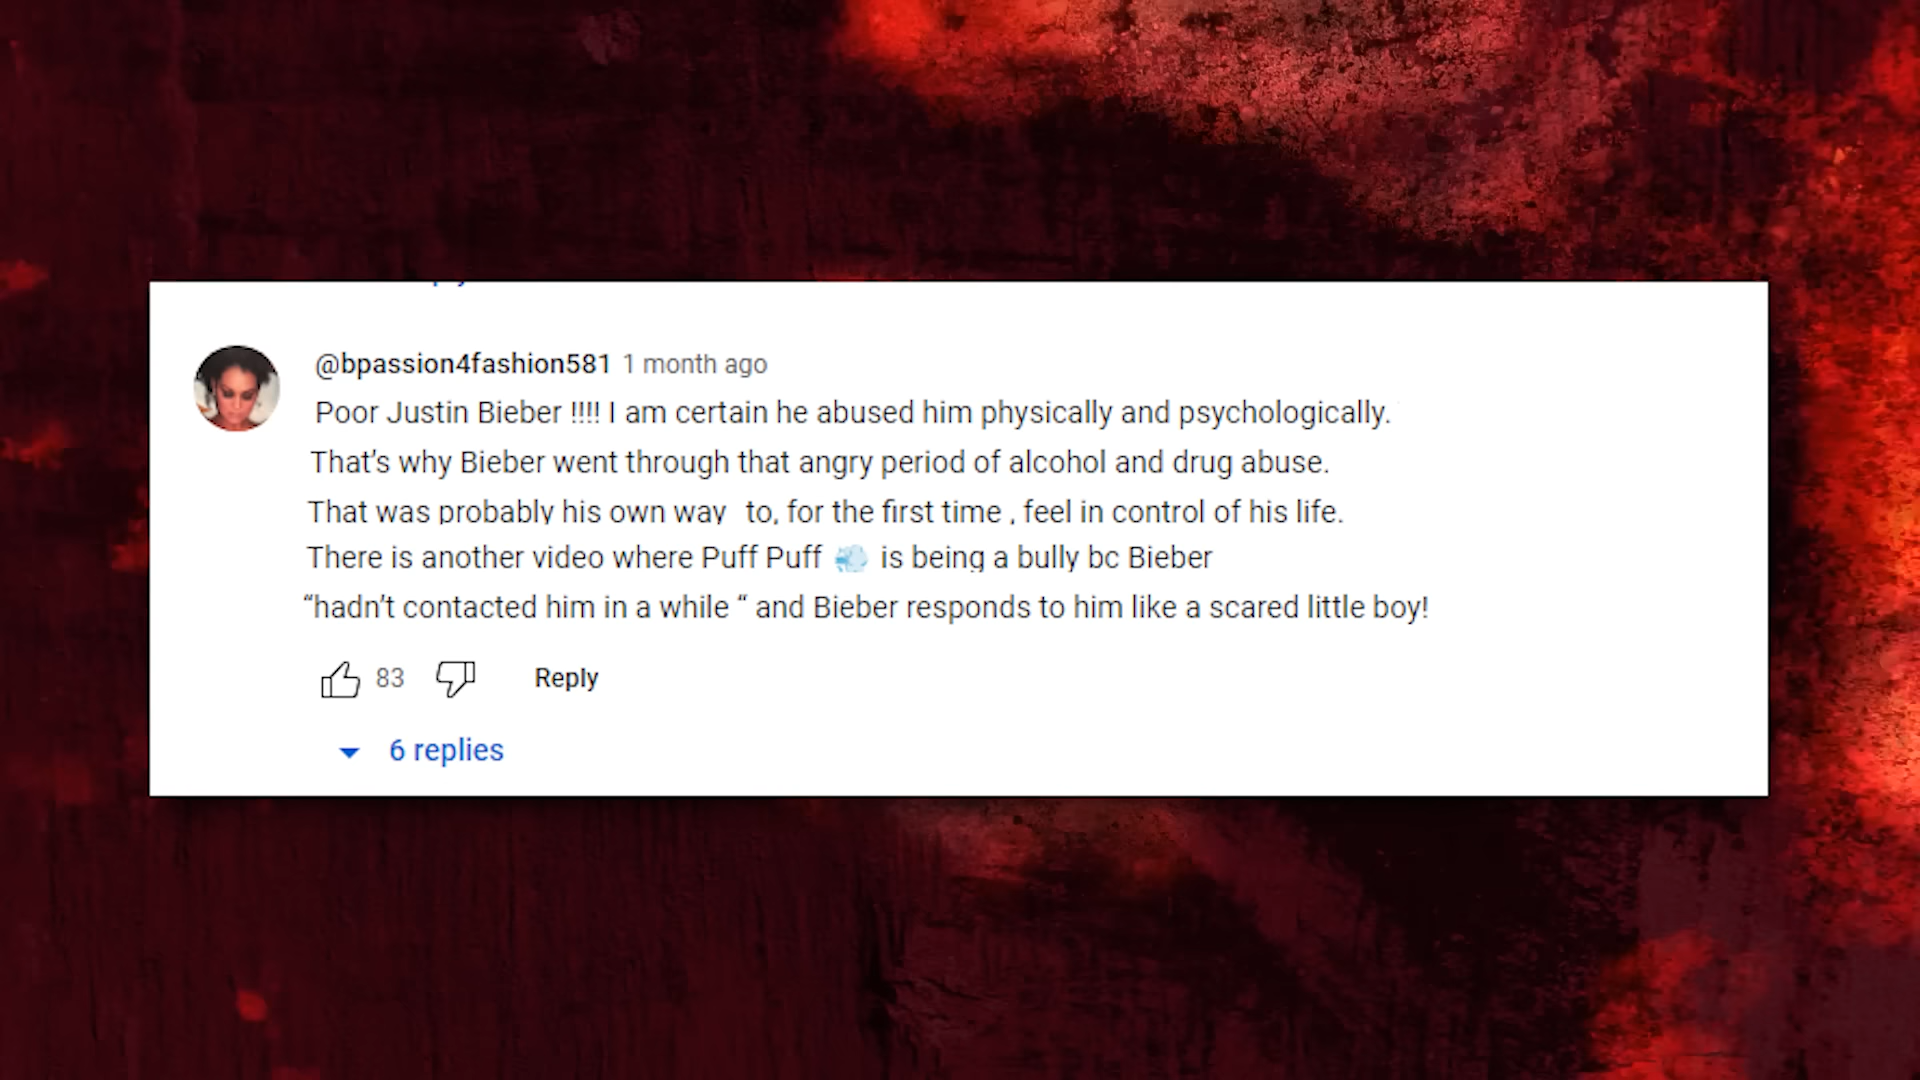 @bpassion4fashion581 1 month ago
Poor Justin Bieber !!!! I am certain he abused him physically and psychologically.
That's why Bieber went through that angry period of alcohol and drug abuse.
That was probably his own way to, for the first time , feel in control of his life.
There is another video where Puff Puff 💨 is being a bully bc Bieber
“hadn't contacted him in a while “ and Bieber responds to him like a scared little boy!
83 Reply
6 replies